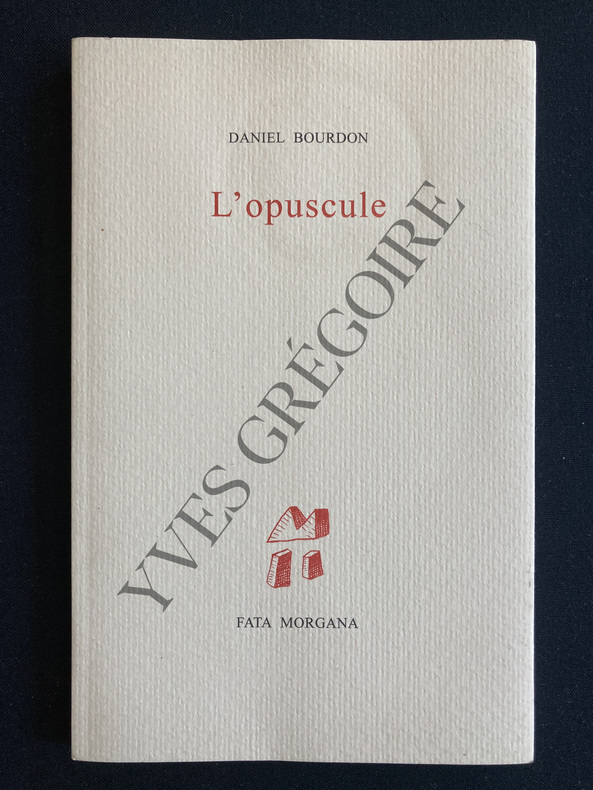 DANIEL BOURDON
L'opuscule
YVES GRÉGOIRE
FATA MORGANA